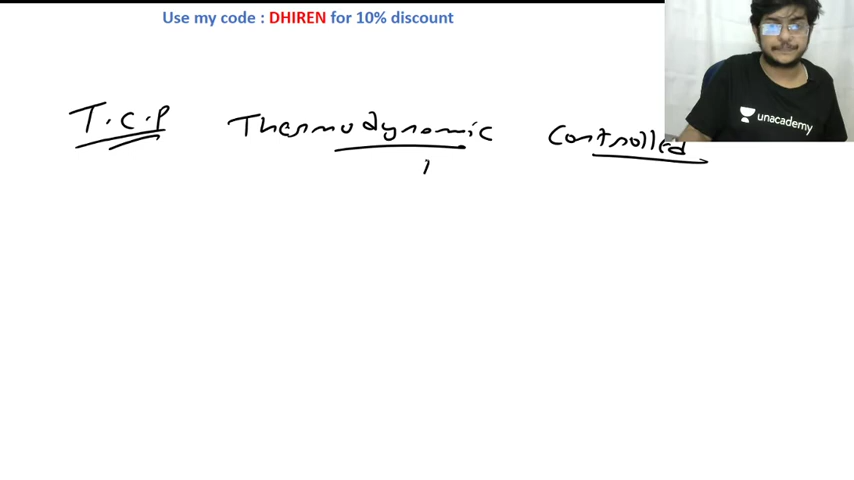 Use my code : DHIREN for 10% discount
unacademy
T.C.P Thermodynamic Controlled